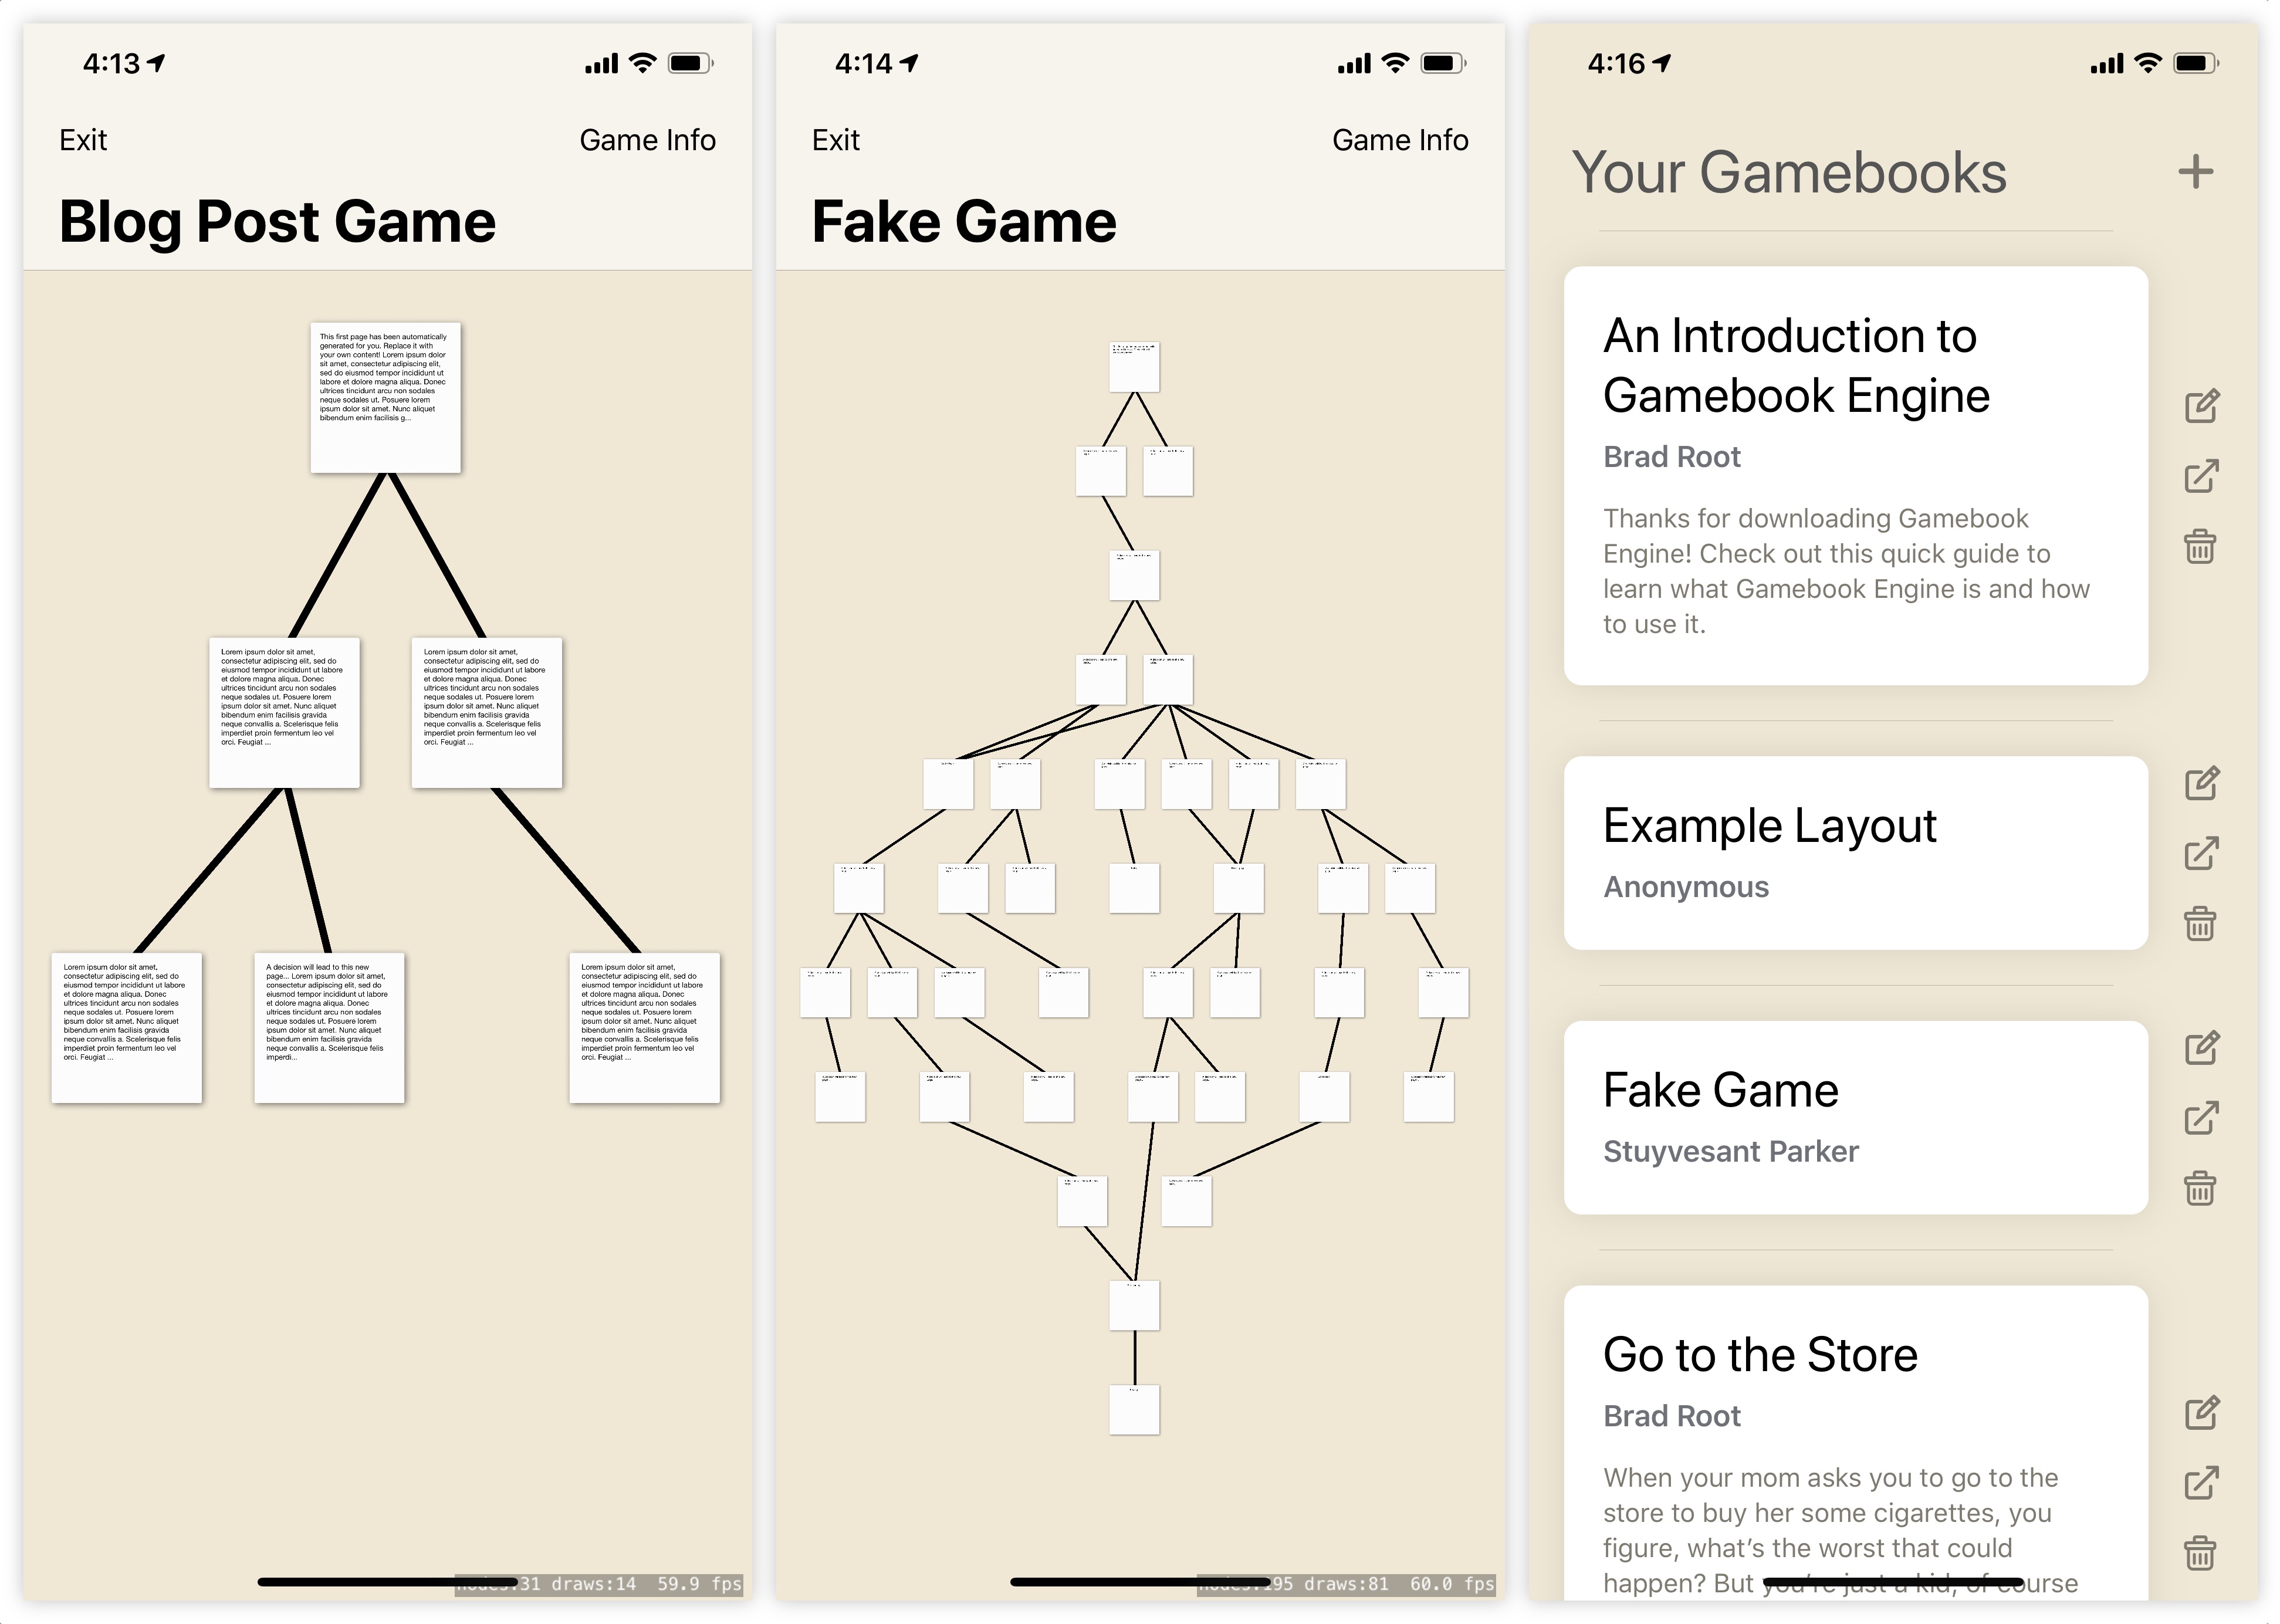 4:13
Exit
Game Info
Blog Post Game
This first page has been automatically
generated for you. Replace it with
your own content! Lorem ipsum dolor
sit amet, consectetur adipiscing elit,
sed do eiusmod tempor incididunt ut
labore et dolore magna aliqua. Donec
ultrices tincidunt arcu non sodales
neque sodales ut. Posuere lorem
ipsum dolor sit amet. Nunc aliquet
bibendum enim facilisis g...
Lorem ipsum dolor sit amet,
consectetur adipiscing elit, sed do
eiusmod tempor incididunt ut labore
et dolore magna aliqua. Donec
ultrices tincidunt arcu non sodales
neque sodales ut. Posuere lorem
ipsum dolor sit amet. Nunc aliquet
bibendum enim facilisis gravida
neque convallis a. Scelerisque felis
imperdiet proin fermentum leo vel
orci. Feugiat ...
Lorem ipsum dolor sit amet,
consectetur adipiscing elit, sed do
eiusmod tempor incididunt ut labore
et dolore magna aliqua. Donec
ultrices tincidunt arcu non sodales
neque sodales ut. Posuere lorem
ipsum dolor sit amet. Nunc aliquet
bibendum enim facilisis gravida
neque convallis a. Scelerisque felis
imperdiet proin fermentum leo vel
orci. Feugiat ...
Lorem ipsum dolor sit amet,
consectetur adipiscing elit, sed do
eiusmod tempor incididunt ut labore
et dolore magna aliqua. Donec
ultrices tincidunt arcu non sodales
neque sodales ut. Posuere lorem
ipsum dolor sit amet. Nunc aliquet
bibendum enim facilisis gravida
neque convallis a. Scelerisque felis
imperdiet proin fermentum leo vel
orci. Feugiat ...
A decision will lead to this new
page... Lorem ipsum dolor sit amet,
consectetur adipiscing elit, sed do
eiusmod tempor incididunt ut labore
et dolore magna aliqua. Donec
ultrices tincidunt arcu non sodales
neque sodales ut. Posuere lorem
ipsum dolor sit amet. Nunc aliquet
bibendum enim facilisis gravida
neque convallis a. Scelerisque felis
imperdi...
Lorem ipsum dolor sit amet,
consectetur adipiscing elit, sed do
eiusmod tempor incididunt ut labore
et dolore magna aliqua. Donec
ultrices tincidunt arcu non sodales
neque sodales ut. Posuere lorem
ipsum dolor sit amet. Nunc aliquet
bibendum enim facilisis gravida
neque convallis a. Scelerisque felis
imperdiet proin fermentum leo vel
orci. Feugiat ...
draws:14 59.9 fps
4:14
Exit
Game Info
Fake Game
draws:81 60.0 fps
4:16
Your Gamebooks
An Introduction to
Gamebook Engine
Brad Root
Thanks for downloading Gamebook
Engine! Check out this quick guide to
learn what Gamebook Engine is and how
to use it.
Example Layout
Anonymous
Fake Game
Stuyvesant Parker
Go to the Store
Brad Root
When your mom asks you to go to the
store to buy her some cigarettes, you
figure, what's the worst that could
happen? But you're just a kid, of course